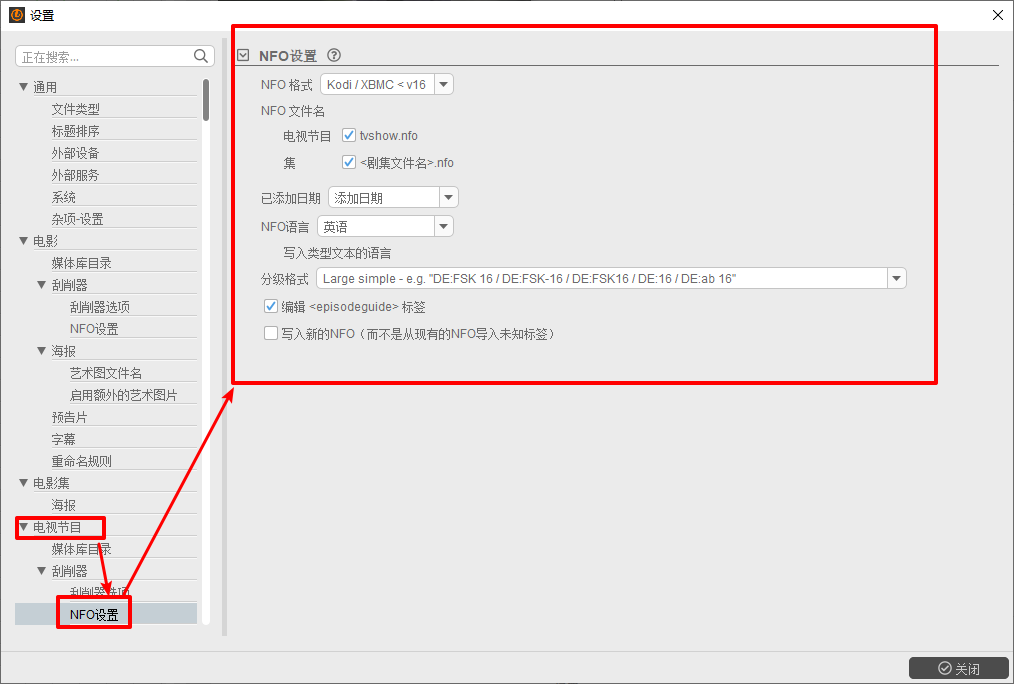 设置
正在搜索...
通用
文件类型
标题排序
外部设备
外部服务
系统
杂项-设置
电影
媒体库目录
刮削器
刮削器选项
NFO设置
海报
艺术图文件名
启用额外的艺术图片
预告片
字幕
重命名规则
电影集
海报
电视节目
媒体库目录
刮削器
刮削器选项
NFO设置
NFO设置 ?
NFO 格式 Kodi / XBMC < v16
NFO 文件名
电视节目 tvshow.nfo
集 <剧集文件名>.nfo
已添加日期 添加日期
NFO语言 英语
写入类型文本的语言
分级格式 Large simple - e.g. "DE:FSK 16 / DE:FSK-16 / DE:FSK16 / DE:16 / DE:ab 16"
编辑 <episodeguide> 标签
写入新的NFO（而不是从现有的NFO导入未知标签）
关闭